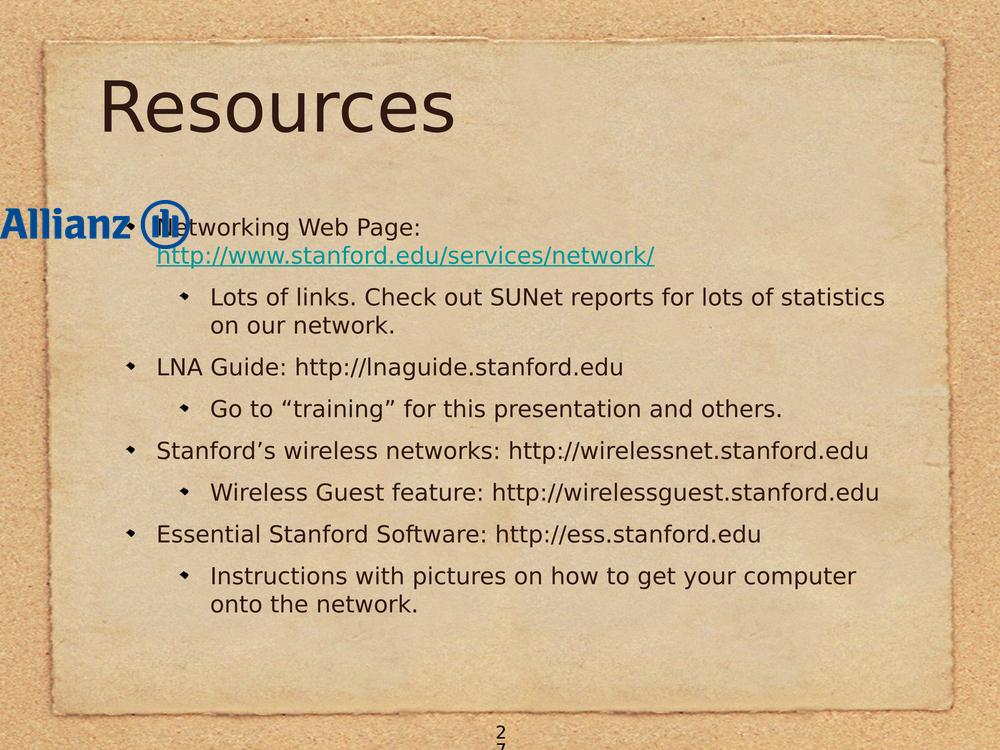 Resources
Allianz
Networking Web Page:
http://www.stanford.edu/services/network/
Lots of links. Check out SUNet reports for lots of statistics
on our network.
LNA Guide: http://lnaguide.stanford.edu
Go to “training” for this presentation and others.
Stanford’s wireless networks: http://wirelessnet.stanford.edu
Wireless Guest feature: http://wirelessguest.stanford.edu
Essential Stanford Software: http://ess.stanford.edu
Instructions with pictures on how to get your computer
onto the network.
2
7